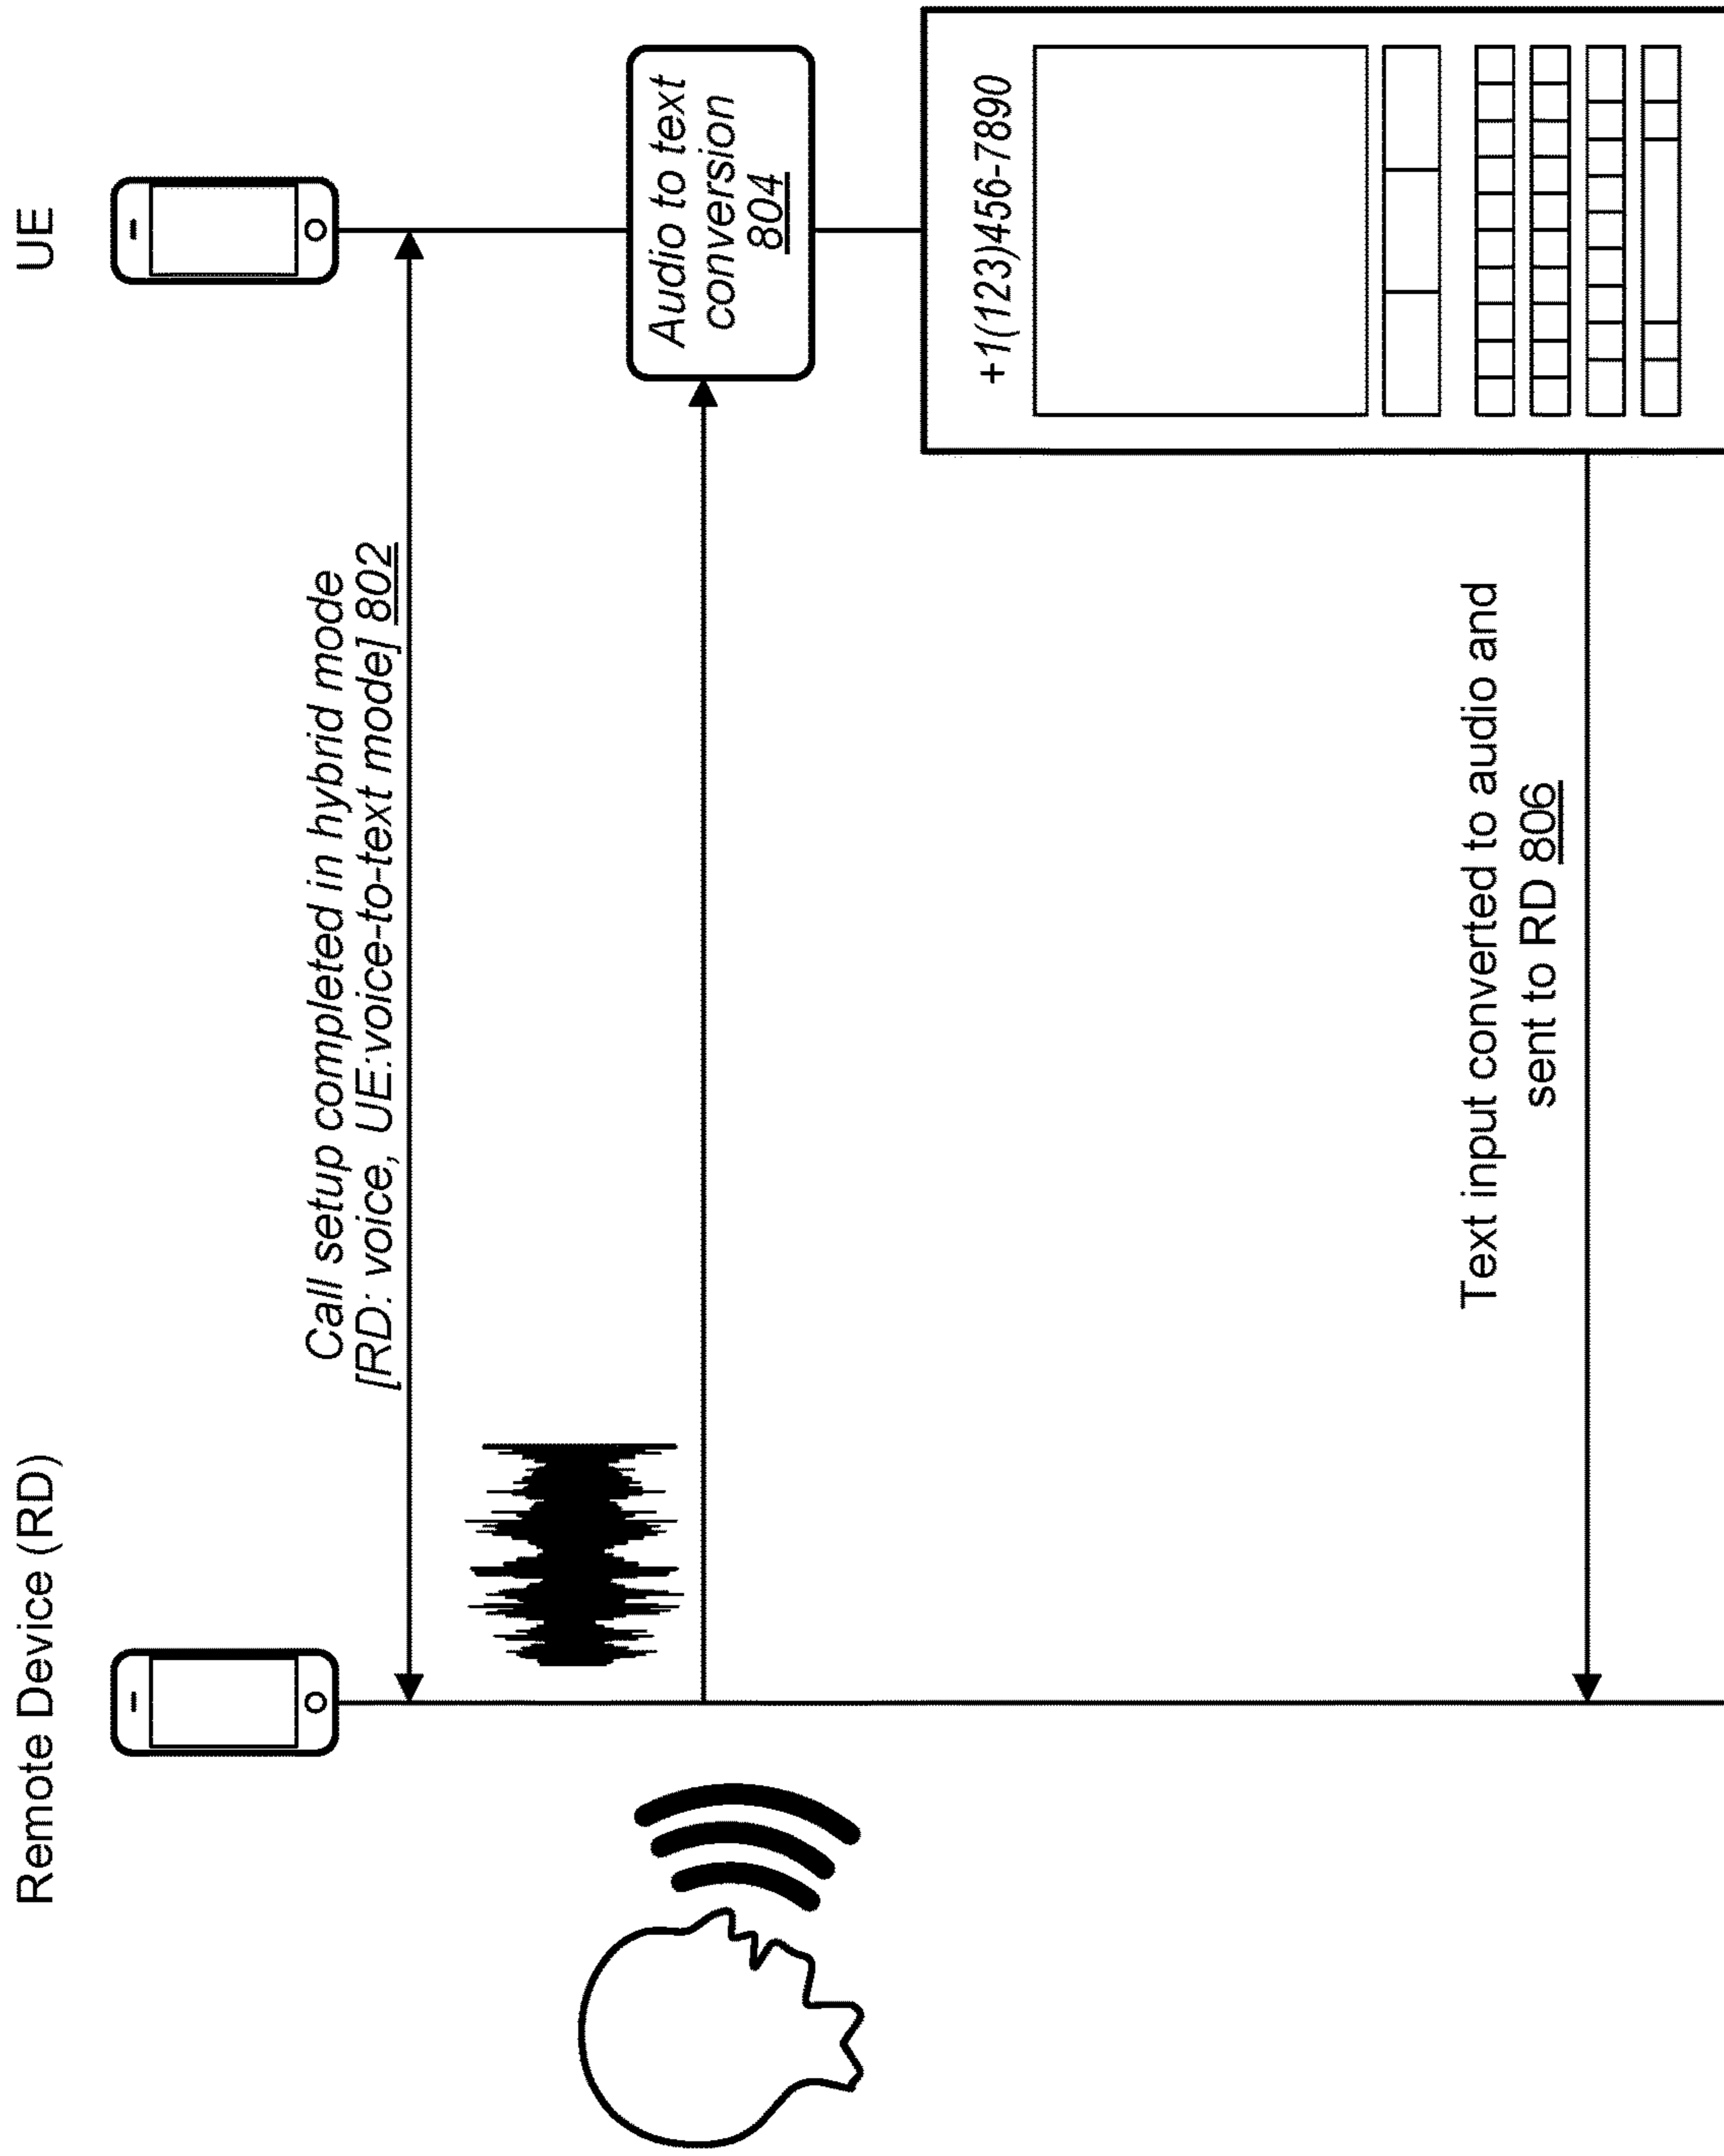 Remote Device (RD)
UE
Call setup completed in hybrid mode
[RD: voice, UE:voice-to-text mode] 802
Audio to text
conversion
804
+1(123)456-7890
Text input converted to audio and
sent to RD 806